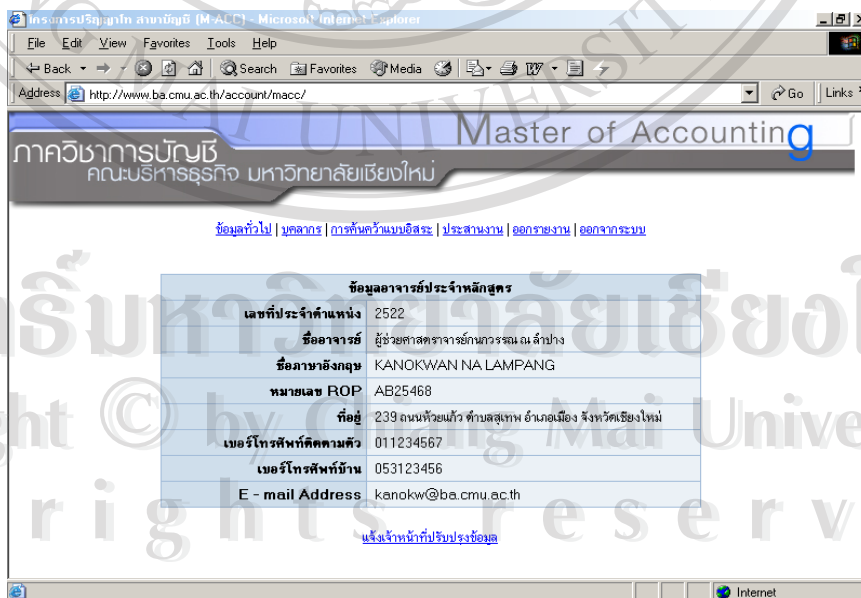 โครงการปริญญาโท สาขาบัญชี (M-ACC) - Microsoft Internet Explorer
File Edit View Favorites Tools Help
Back Search Favorites Media
Address http://www.ba.cmu.ac.th/account/macc/ Go Links
Master of Accounting
ภาควิชาการบัญชี
คณะบริหารธุรกิจ มหาวิทยาลัยเชียงใหม่
ข้อมูลทั่วไป | บุคลากร | การค้นคว้าแบบอิสระ | ประสานงาน | ออกรายงาน | ออกจากระบบ
ข้อมูลอาจารย์ประจำหลักสูตร
เลขที่ประจำตำแหน่ง 2522
ชื่ออาจารย์ ผู้ช่วยศาสตราจารย์กนกวรรณ ณ ลำปาง
ชื่อภาษาอังกฤษ KANOKWAN NA LAMPANG
หมายเลข ROP AB25468
ที่อยู่ 239 ถนนห้วยแก้ว ตำบลสุเทพ อำเภอเมือง จังหวัดเชียงใหม่
เบอร์โทรศัพท์ติดตามตัว 011234567
เบอร์โทรศัพท์บ้าน 053123456
E - mail Address kanokw@ba.cmu.ac.th
แจ้งเจ้าหน้าที่ปรับปรุงข้อมูล
Internet